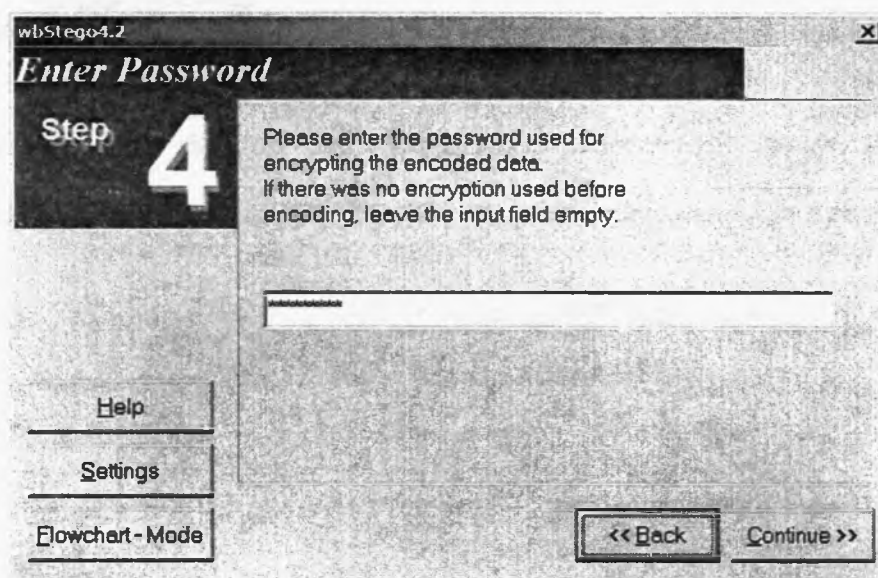 wbStego4.2
Enter Password
Step 4
Please enter the password used for
encrypting the encoded data.
If there was no encryption used before
encoding, leave the input field empty.
Help
Settings
Flowchart-Mode
<< Back
Continue >>